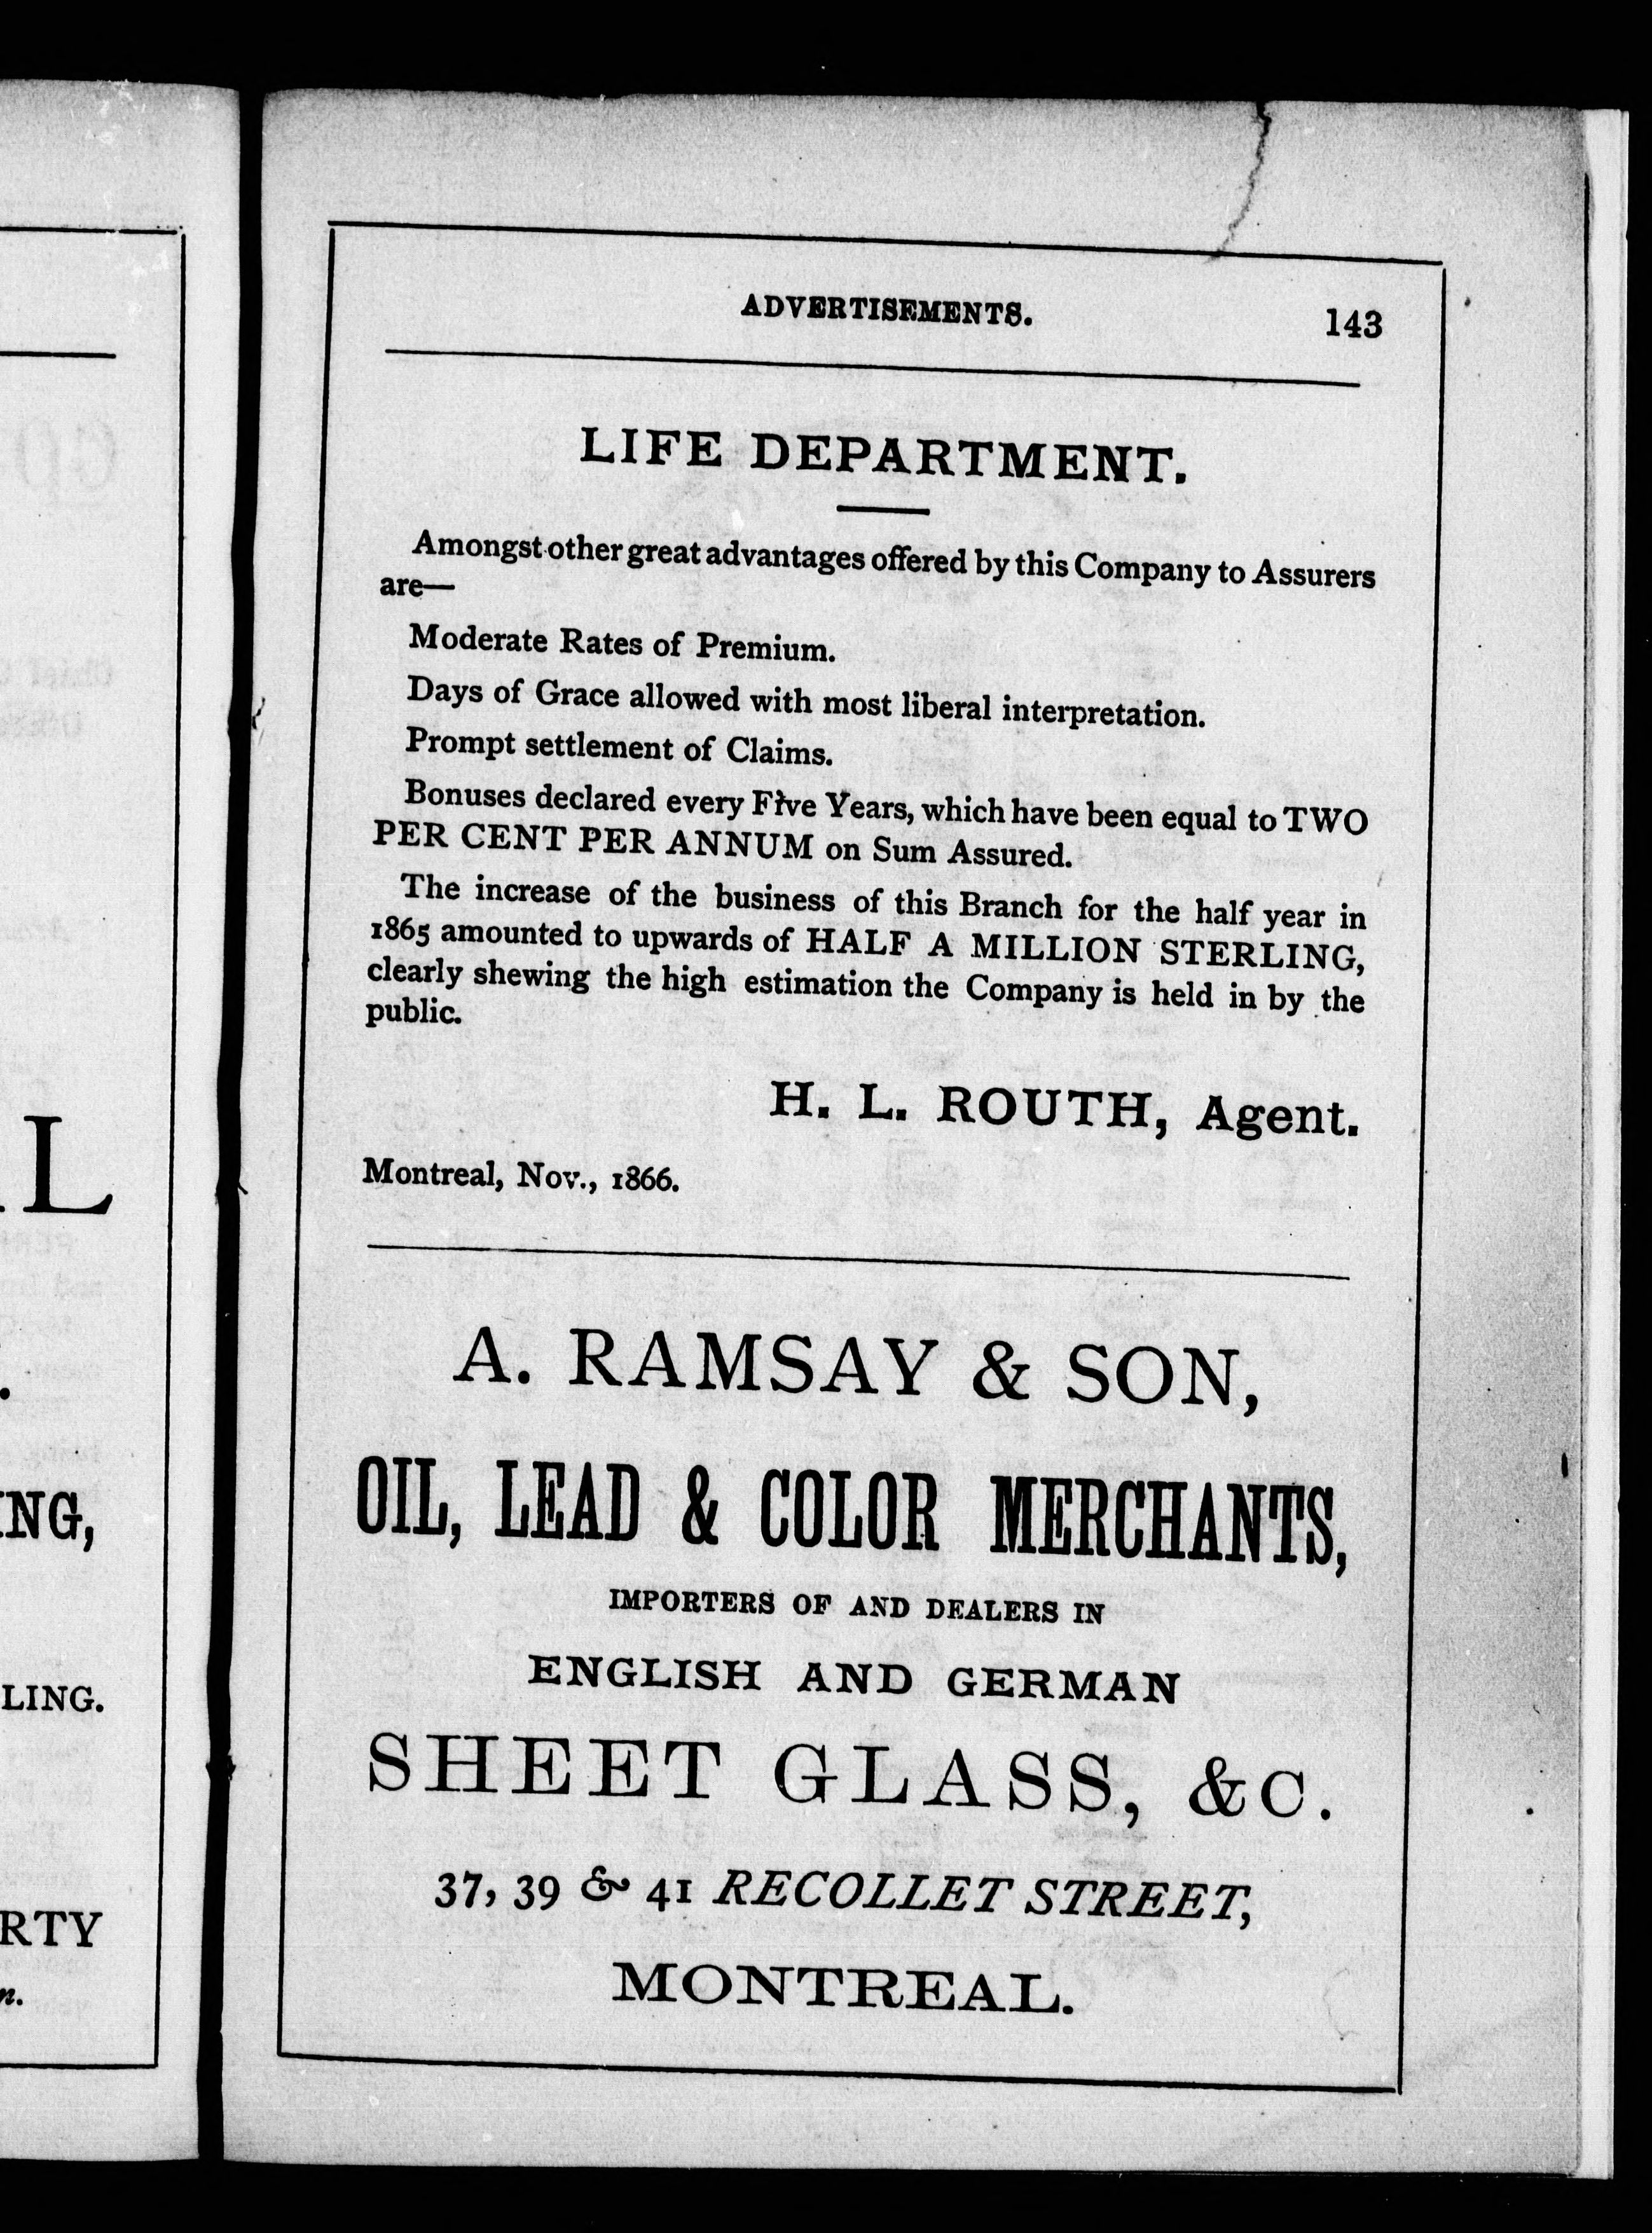 ADVERTISEMENTS. 143
LIFE DEPARTMENT.
Amongst other great advantages offered by this Company to Assurers
are—
Moderate Rates of Premium.
Days of Grace allowed with most liberal interpretation.
Prompt settlement of Claims.
Bonuses declared every Five Years, which have been equal to TWO
PER CENT PER ANNUM on Sum Assured.
The increase of the business of this Branch for the half year in
1865 amounted to upwards of HALF A MILLION STERLING,
clearly shewing the high estimation the Company is held in by the
public.
H. L. ROUTH, Agent.
Montreal, Nov., 1866.
A. RAMSAY & SON,
OIL, LEAD & COLOR MERCHANTS,
IMPORTERS OF AND DEALERS IN
ENGLISH AND GERMAN
SHEET GLASS, &C.
37, 39 & 41 RECOLLET STREET,
MONTREAL.